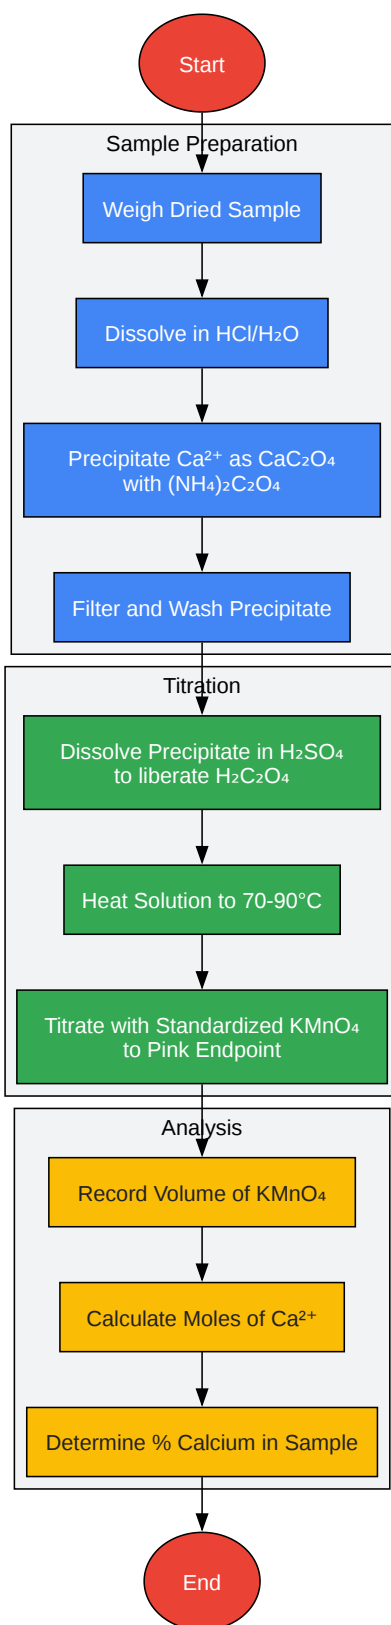 Start
Sample Preparation
Weigh Dried Sample
Dissolve in HCl/H₂O
Precipitate Ca²⁺ as CaC₂O₄
with (NH₄)₂C₂O₄
Filter and Wash Precipitate
Titration
Dissolve Precipitate in H₂SO₄
to liberate H₂C₂O₄
Heat Solution to 70-90°C
Titrate with Standardized KMnO₄
to Pink Endpoint
Analysis
Record Volume of KMnO₄
Calculate Moles of Ca²⁺
Determine % Calcium in Sample
End